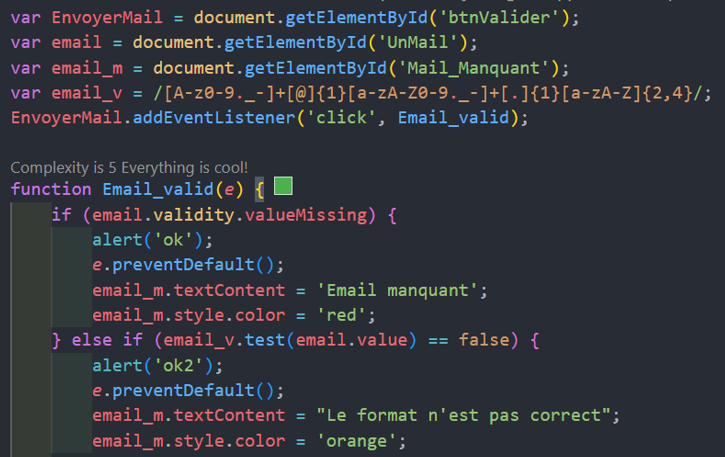 var EnvoyerMail = document.getElementById('btnValider');
var email = document.getElementById('UnMail');
var email_m = document.getElementById('Mail_Manquant');
var email_v = /[A-z0-9._-]+[@]{1}[a-zA-Z0-9._-]+[.]{1}[a-zA-Z]{2,4}/;
EnvoyerMail.addEventListener('click', Email_valid);
Complexity is 5 Everything is cool!
function Email_valid(e) {
if (email.validity.valueMissing) {
alert('ok');
e.preventDefault();
email_m.textContent = 'Email manquant';
email_m.style.color = 'red';
} else if (email_v.test(email.value) == false) {
alert('ok2');
e.preventDefault();
email_m.textContent = "Le format n'est pas correct";
email_m.style.color = 'orange';